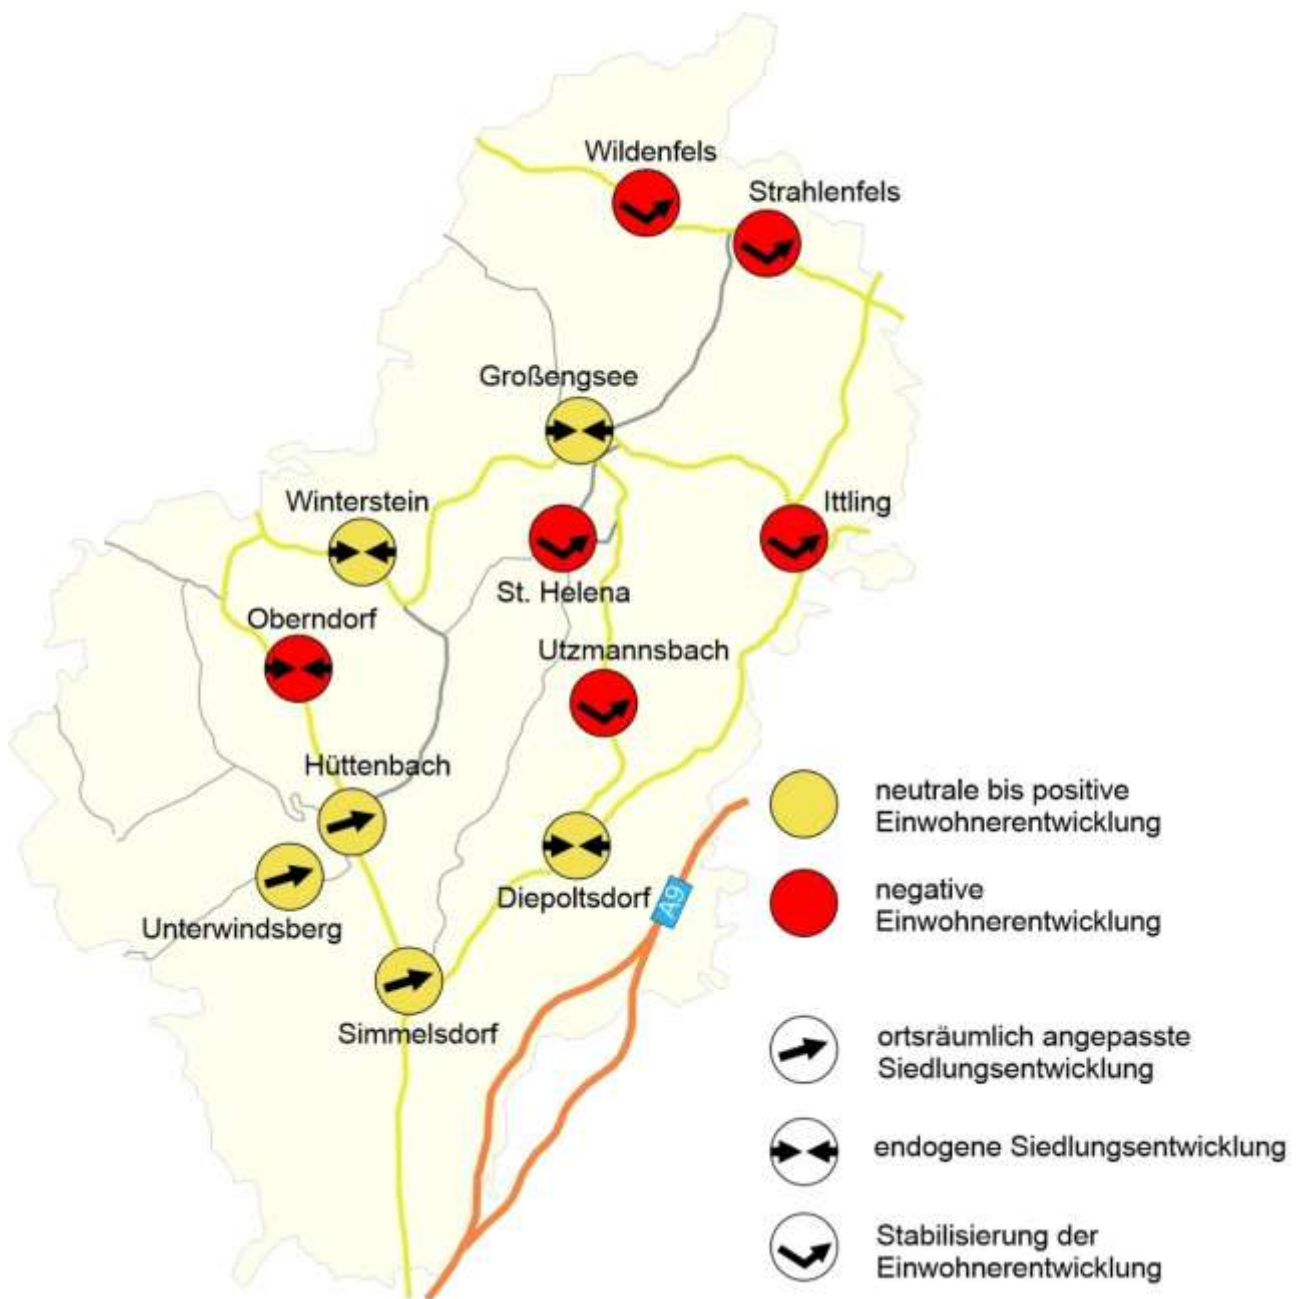 Wildenfels
Strahlenfels
Großengsee
Winterstein
Ittling
St. Helena
Oberndorf
Utzmannsbach
Hüttenbach
neutrale bis positive
Einwohnerentwicklung
negative
Einwohnerentwicklung
A9
Diepoltsdorf
Unterwindsberg
Simmelsdorf
ortsräumlich angepasste
Siedlungsentwicklung
endogene Siedlungsentwicklung
Stabilisierung der
Einwohnerentwicklung